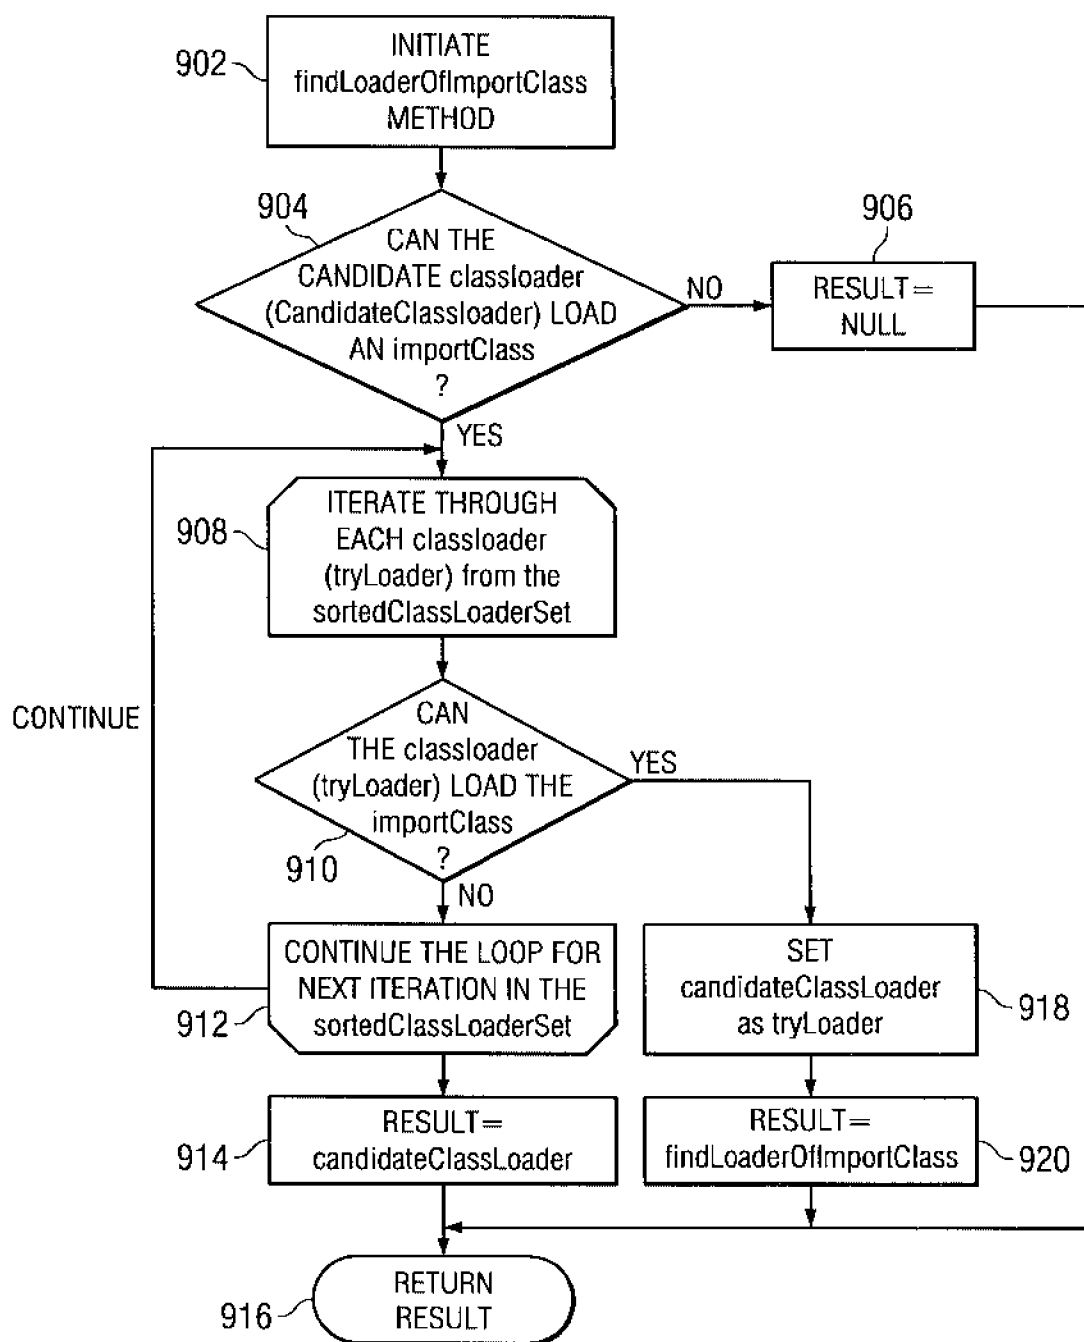 902
INITIATE
findLoaderOfImportClass
METHOD
904
CAN THE
CANDIDATE classloader
(CandidateClassloader) LOAD
AN importClass
?
NO
906
RESULT=
NULL
YES
908
ITERATE THROUGH
EACH classloader
(tryLoader) from the
sortedClassLoaderSet
CONTINUE
CAN
THE classloader
(tryLoader) LOAD THE
importClass
?
910
YES
NO
912
CONTINUE THE LOOP FOR
NEXT ITERATION IN THE
sortedClassLoaderSet
SET
candidateClassLoader
as tryLoader
918
914
RESULT=
candidateClassLoader
RESULT=
findLoaderOfImportClass
920
916
RETURN
RESULT